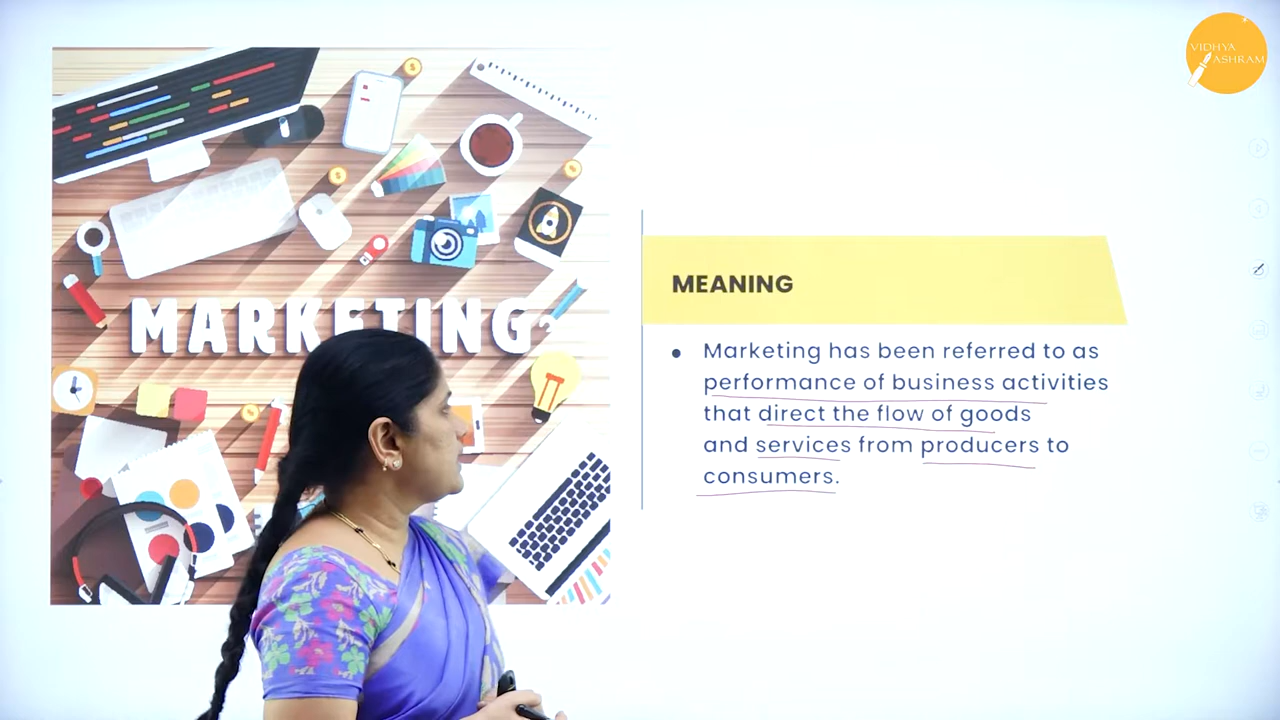 VIDHYA
ASHRAM
MARKETING?
MEANING
• Marketing has been referred to as
performance of business activities
that direct the flow of goods
and services from producers to
consumers.